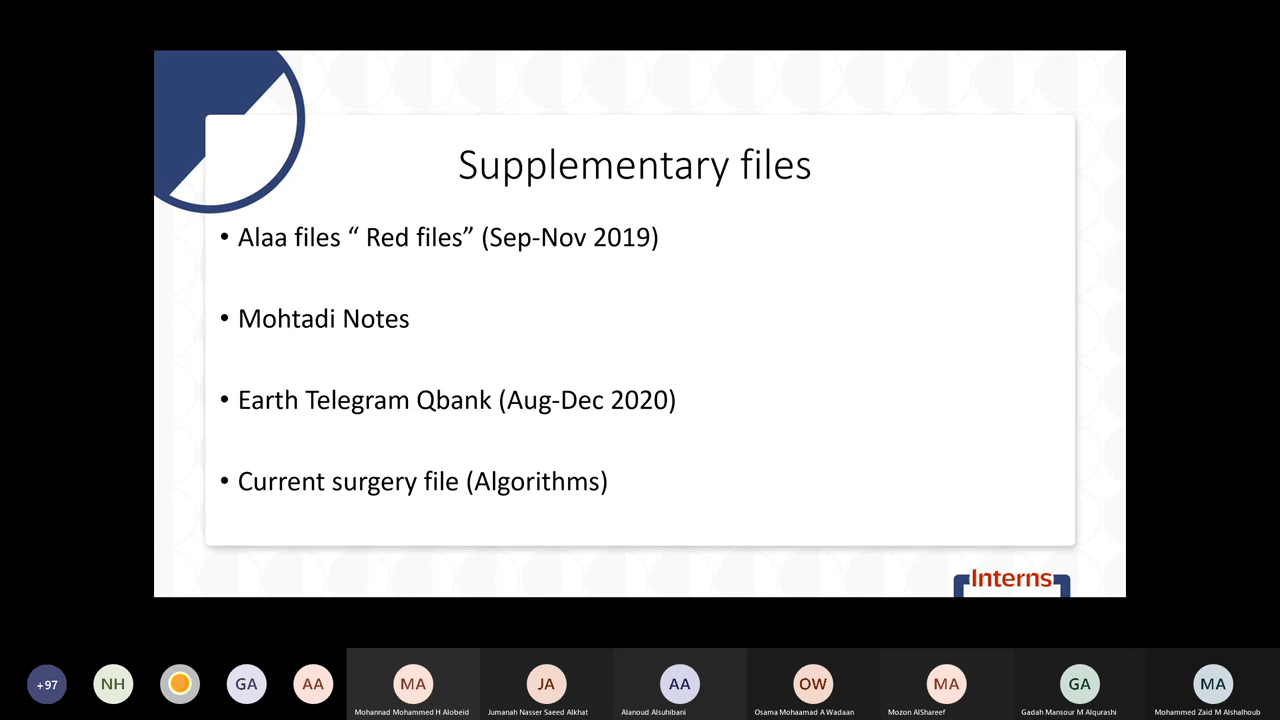 Supplementary files
• Alaa files “ Red files” (Sep-Nov 2019)
• Mohtadi Notes
• Earth Telegram Qbank (Aug-Dec 2020)
• Current surgery file (Algorithms)
Interns
+97 NH GA AA MA JA AA OW MA GA MA
Mohannad Mohammed H Alobeid Jumanah Nasser Saeed Alkhat Alanoud Alsuhibani Osama Mohaamad A Wadaan Mozon AlShareef Gadah Mansour M Alqurashi Mohammed Zaid M Alshalhoub